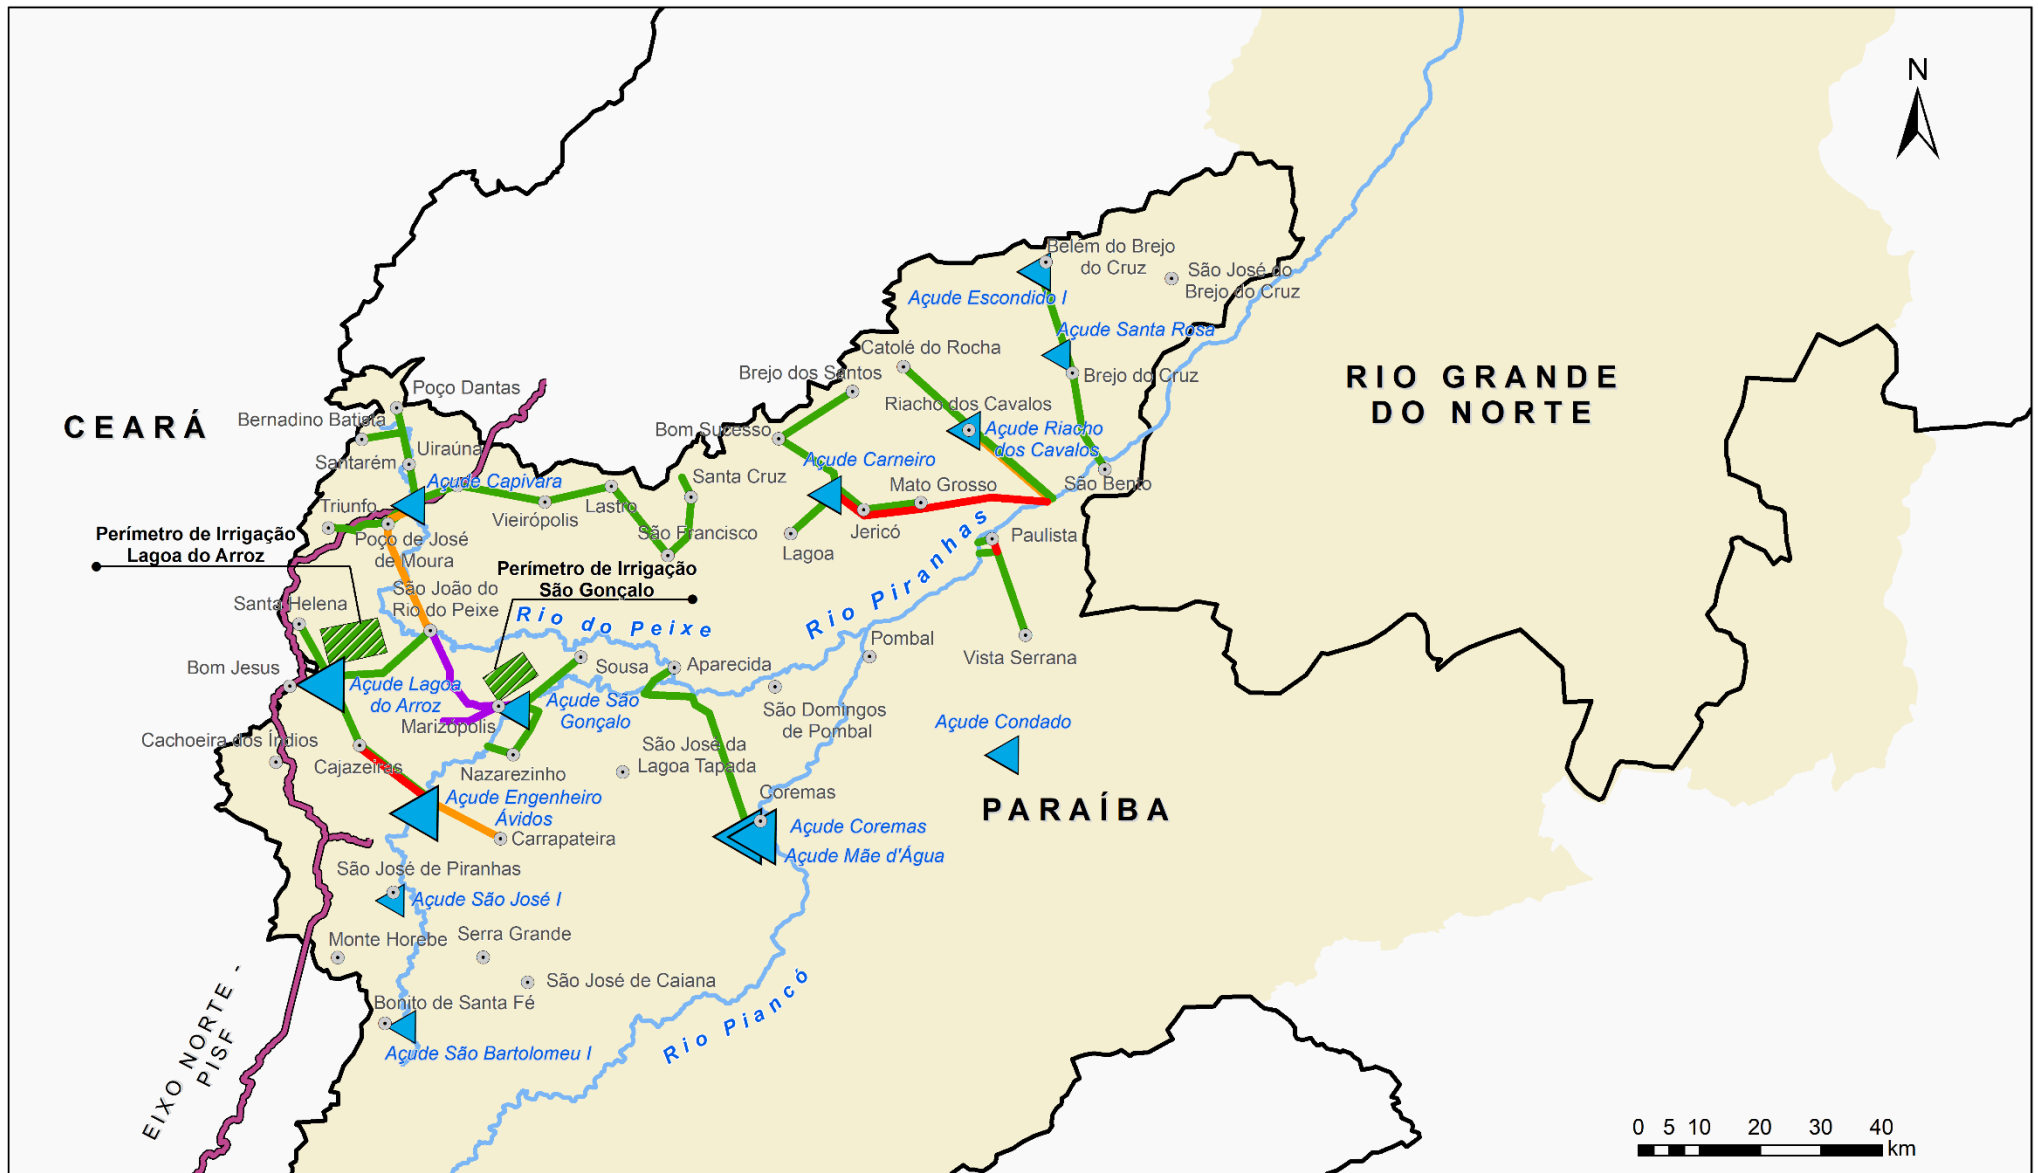 N
Belém do Brejo
do Cruz
São José do
Brejo do Cruz
Açude Escondido I
Açude Santa Rosa
Catolé do Rocha
Brejo do Cruz
Brejo dos Santos
RIO GRANDE
DO NORTE
Poço Dantas
CEARÁ
Bernadino Batista
Riacho dos Cavalos
Açude Riacho
dos Cavalos
Bom Sucesso
Uiraúna
Santarém
Açude Carneiro
Santa Cruz
Açude Capivara
Mato Grosso
São Bento
Triunfo
Lastro
Vieirópolis
Perímetro de Irrigação
Lagoa do Arroz
São Francisco
Jericó
Lagoa
Paulista
Poço de José
de Moura
Perímetro de Irrigação
São Gonçalo
São João do
Rio do Peixe
Santa Helena
Rio do Peixe
Rio Piranhas
Pombal
Vista Serrana
Bom Jesus
Sousa
Aparecida
Açude Lagoa
do Arroz
Açude São
Gonçalo
São Domingos
de Pombal
Açude Condado
Marizópolis
Cachoeira dos Índios
Cajazeiras
São José da
Lagoa Tapada
Nazarezinho
Coremas
Açude Engenheiro
Ávidos
PARAÍBA
Açude Coremas
Carrapateira
Açude Mãe d'Água
São José de Piranhas
Açude São José I
Monte Horebe
Serra Grande
São José de Caiana
EIXO NORTE -
PISF
Bonito de Santa Fé
Rio Piancó
Açude São Bartolomeu I
0 5 10 20 30 40
km